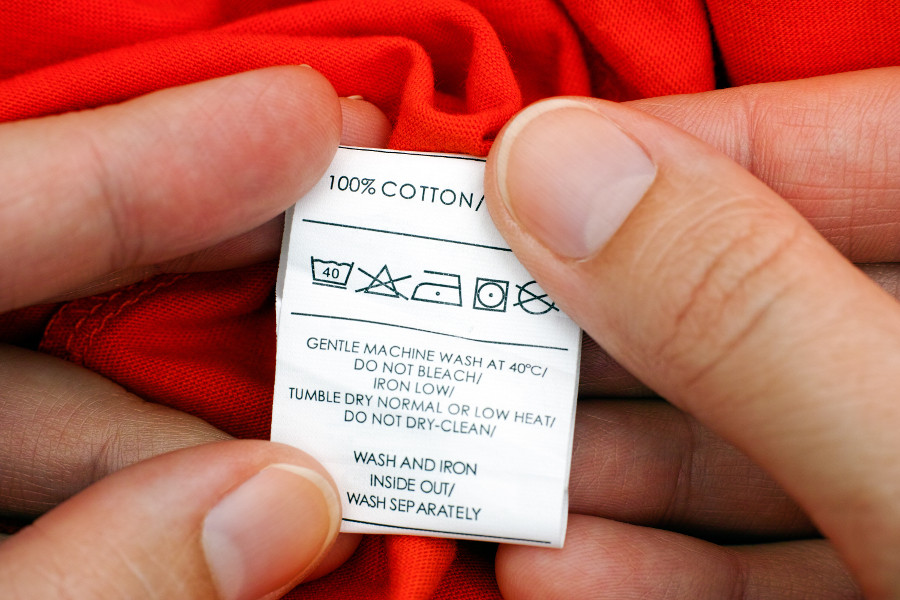 100% COTTON/
40
GENTLE MACHINE WASH AT 40°C/
DO NOT BLEACH/
IRON LOW/
TUMBLE DRY NORMAL OR LOW HEAT/
DO NOT DRY-CLEAN/
WASH AND IRON
INSIDE OUT/
WASH SEPARATELY